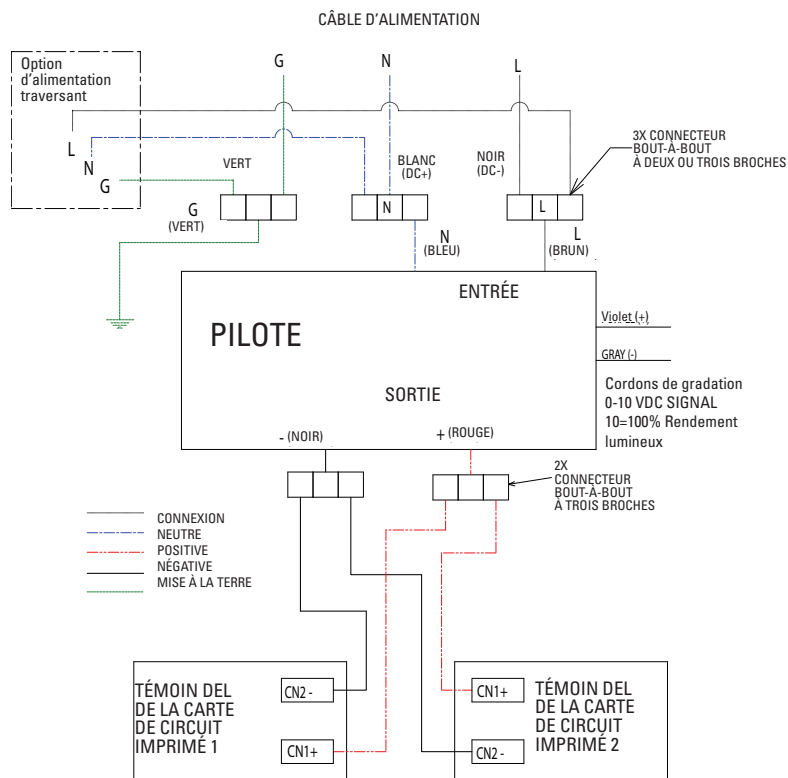 CÂBLE D'ALIMENTATION
Option
d'alimentation
traversant
G
N
L
L
N
G
VERT
BLANC
(DC+)
NOIR
(DC-)
3X CONNECTEUR
BOUT-À-BOUT
À DEUX OU TROIS BROCHES
N
L
G
(VERT)
N
(BLEU)
L
(BRUN)
ENTRÉE
PILOTE
SORTIE
Violet (+)
GRAY (-)
Cordons de gradation
0-10 VDC SIGNAL
10=100% Rendement
lumineux
- (NOIR)
+ (ROUGE)
2X
CONNECTEUR
BOUT-À-BOUT
À TROIS BROCHES
CONNEXION
NEUTRE
POSITIVE
NÉGATIVE
MISE À LA TERRE
TÉMOIN DEL
DE LA CARTE
DE CIRCUIT
IMPRIMÉ 1
CN2 -
CN1+
CN1+
CN2 -
TÉMOIN DEL
DE LA CARTE
DE CIRCUIT
IMPRIMÉ 2